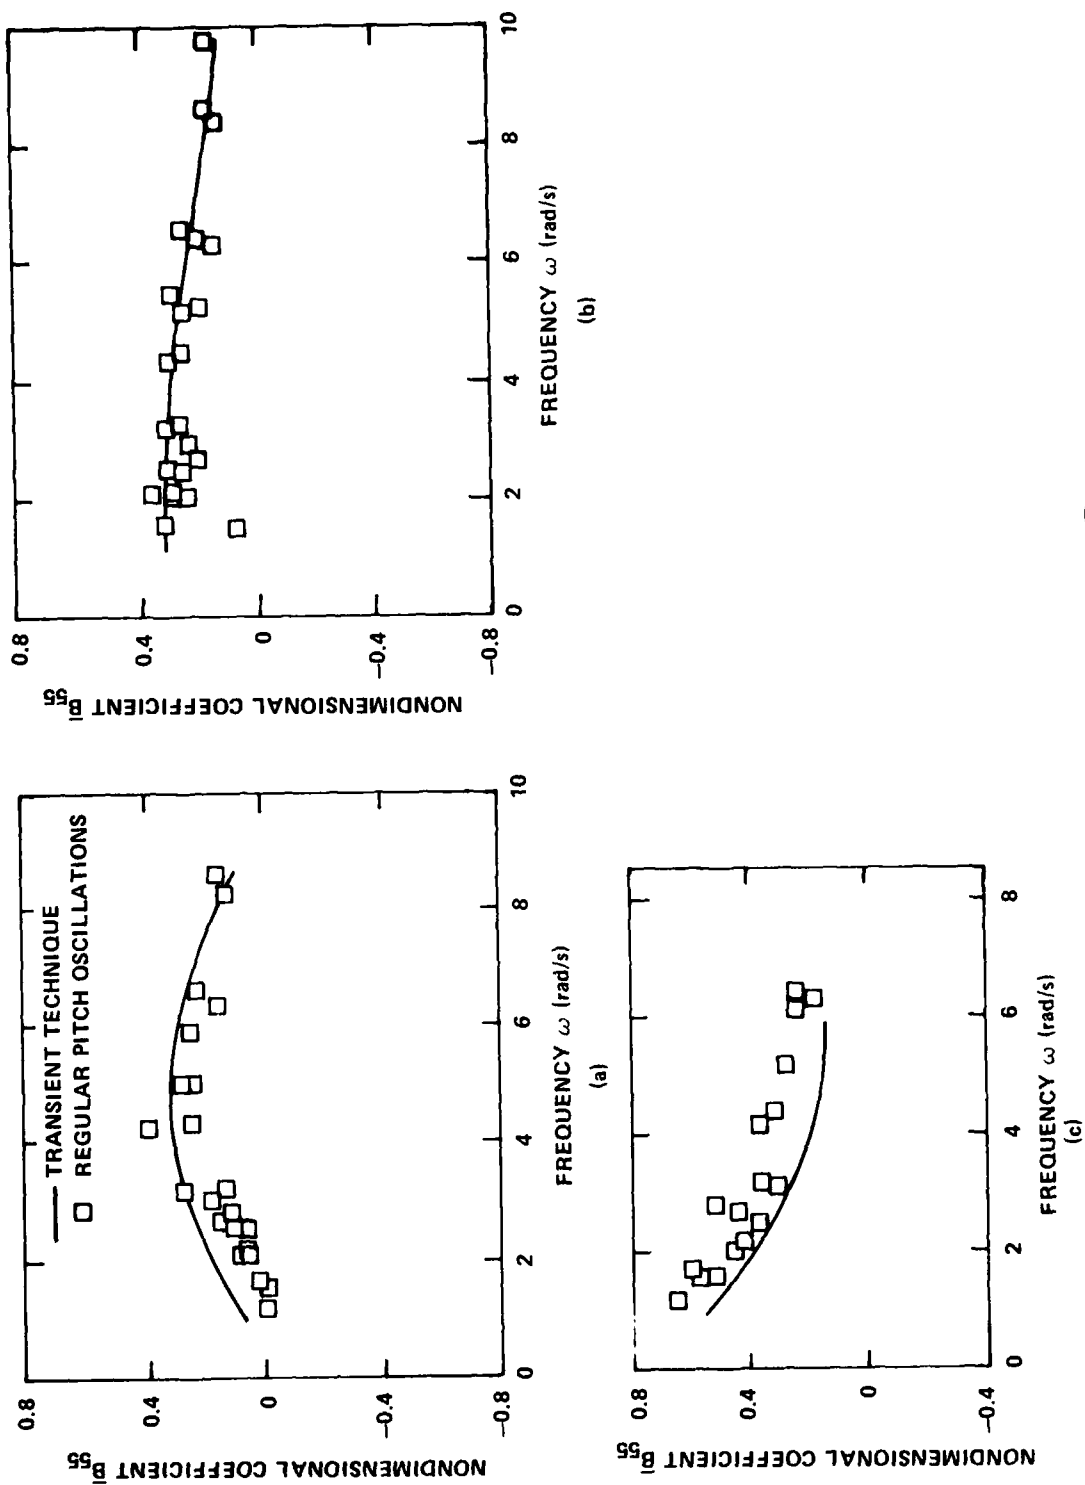 0.8
0.4
0
-0.4
-0.8
NONDIMENSIONAL COEFFICIENT B̄'55
— TRANSIENT TECHNIQUE
□ REGULAR PITCH OSCILLATIONS
0 2 4 6 8 10
FREQUENCY ω (rad/s)
(a)
0.8
0.4
0
-0.4
-0.8
NONDIMENSIONAL COEFFICIENT B̄'55
0 2 4 6 8 10
FREQUENCY ω (rad/s)
(b)
0.8
0.4
0
-0.4
NONDIMENSIONAL COEFFICIENT B̄'55
0 2 4 6 8
FREQUENCY ω (rad/s)
(c)